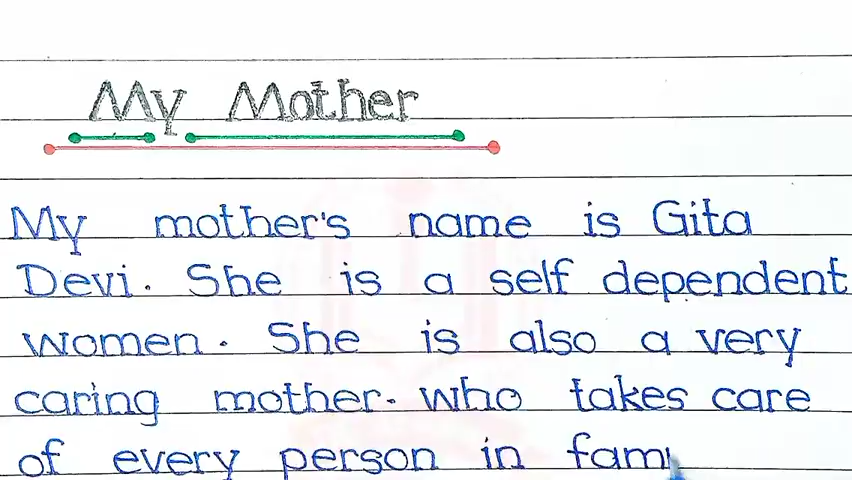 My Mother
My mother's name is Gita
Devi. She is a self dependent
women. She is also a very
caring mother. who takes care
of every person in fam